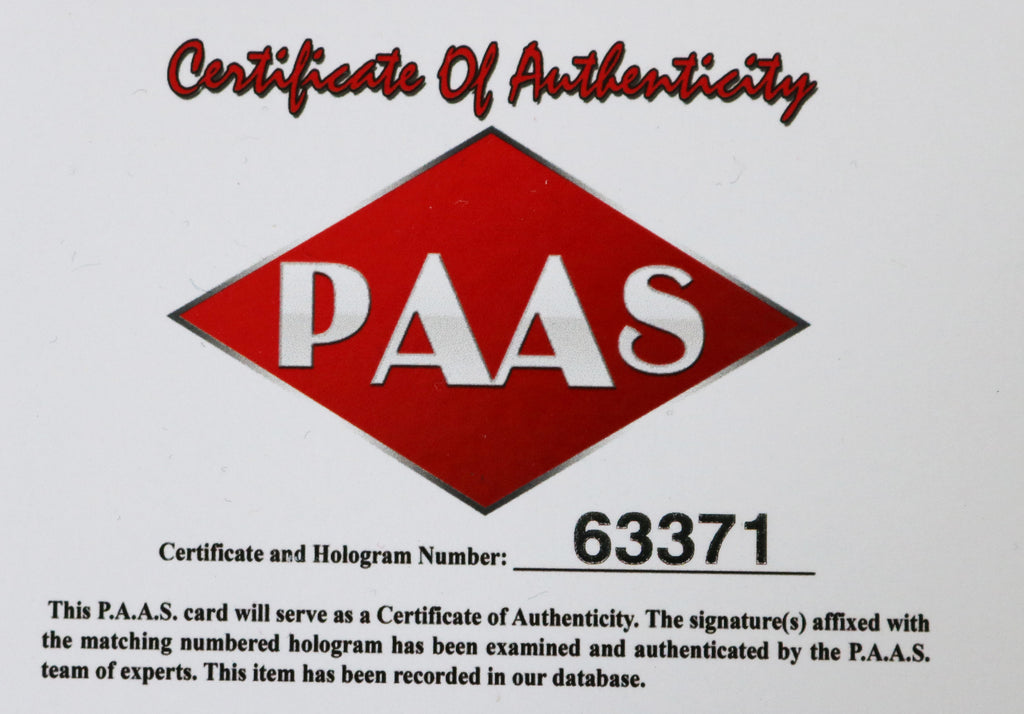 Certificate Of Authenticity
PAAS
Certificate and Hologram Number: 63371
This P.A.A.S. card will serve as a Certificate of Authenticity. The signature(s) affixed with
the matching numbered hologram has been examined and authenticated by the P.A.A.S.
team of experts. This item has been recorded in our database.